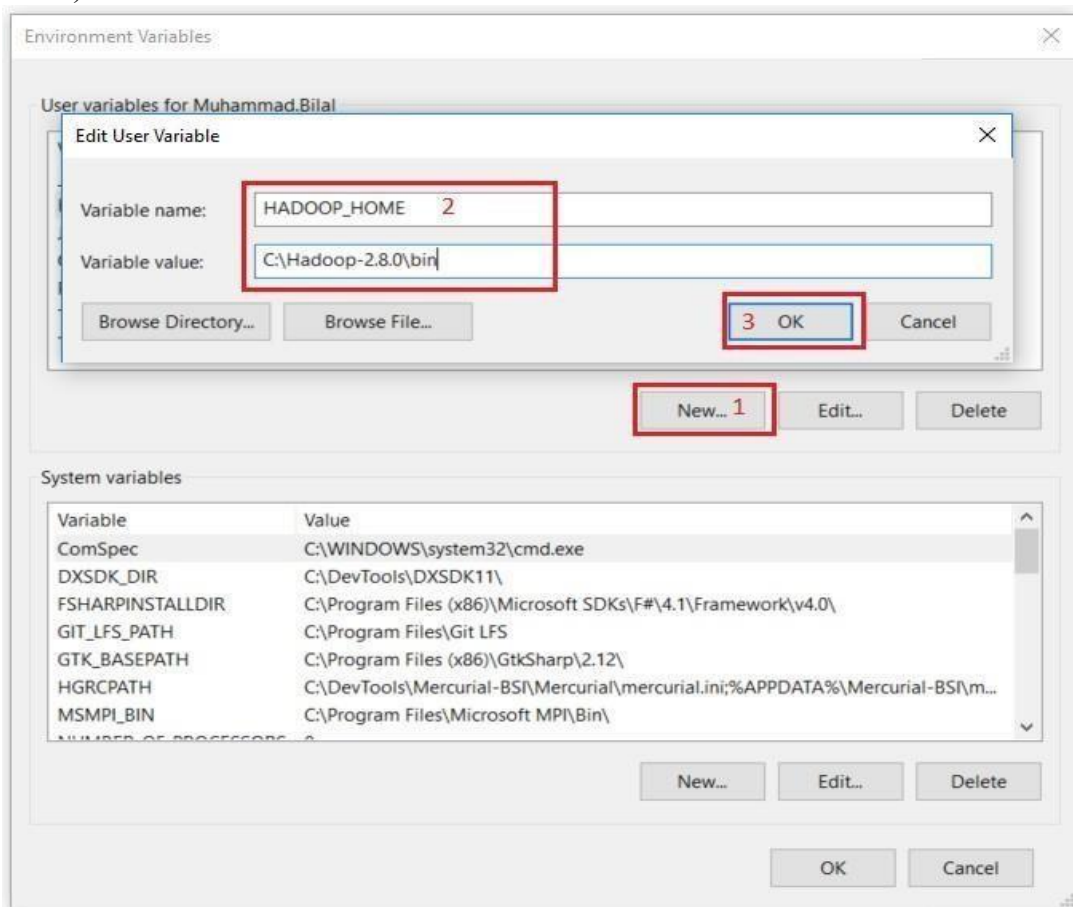 Environment Variables
User variables for Muhammad.Bilal
Edit User Variable
Variable name: HADOOP_HOME 2
Variable value: C:\Hadoop-2.8.0\bin
Browse Directory... Browse File... 3 OK Cancel
New... 1 Edit... Delete
System variables
Variable Value
ComSpec C:\WINDOWS\system32\cmd.exe
DXSDK_DIR C:\DevTools\DXSDK11\
FSHARPINSTALLDIR C:\Program Files (x86)\Microsoft SDKs\F#\4.1\Framework\v4.0\
GIT_LFS_PATH C:\Program Files\Git LFS
GTK_BASEPATH C:\Program Files (x86)\GtkSharp\2.12\
HGRCPATH C:\DevTools\Mercurial-BSI\Mercurial\mercurial.ini;%APPDATA%\Mercurial-BSI\m...
MSMPI_BIN C:\Program Files\Microsoft MPI\Bin\
NUMBER_OF_PROCESSORS
New... Edit... Delete
OK Cancel